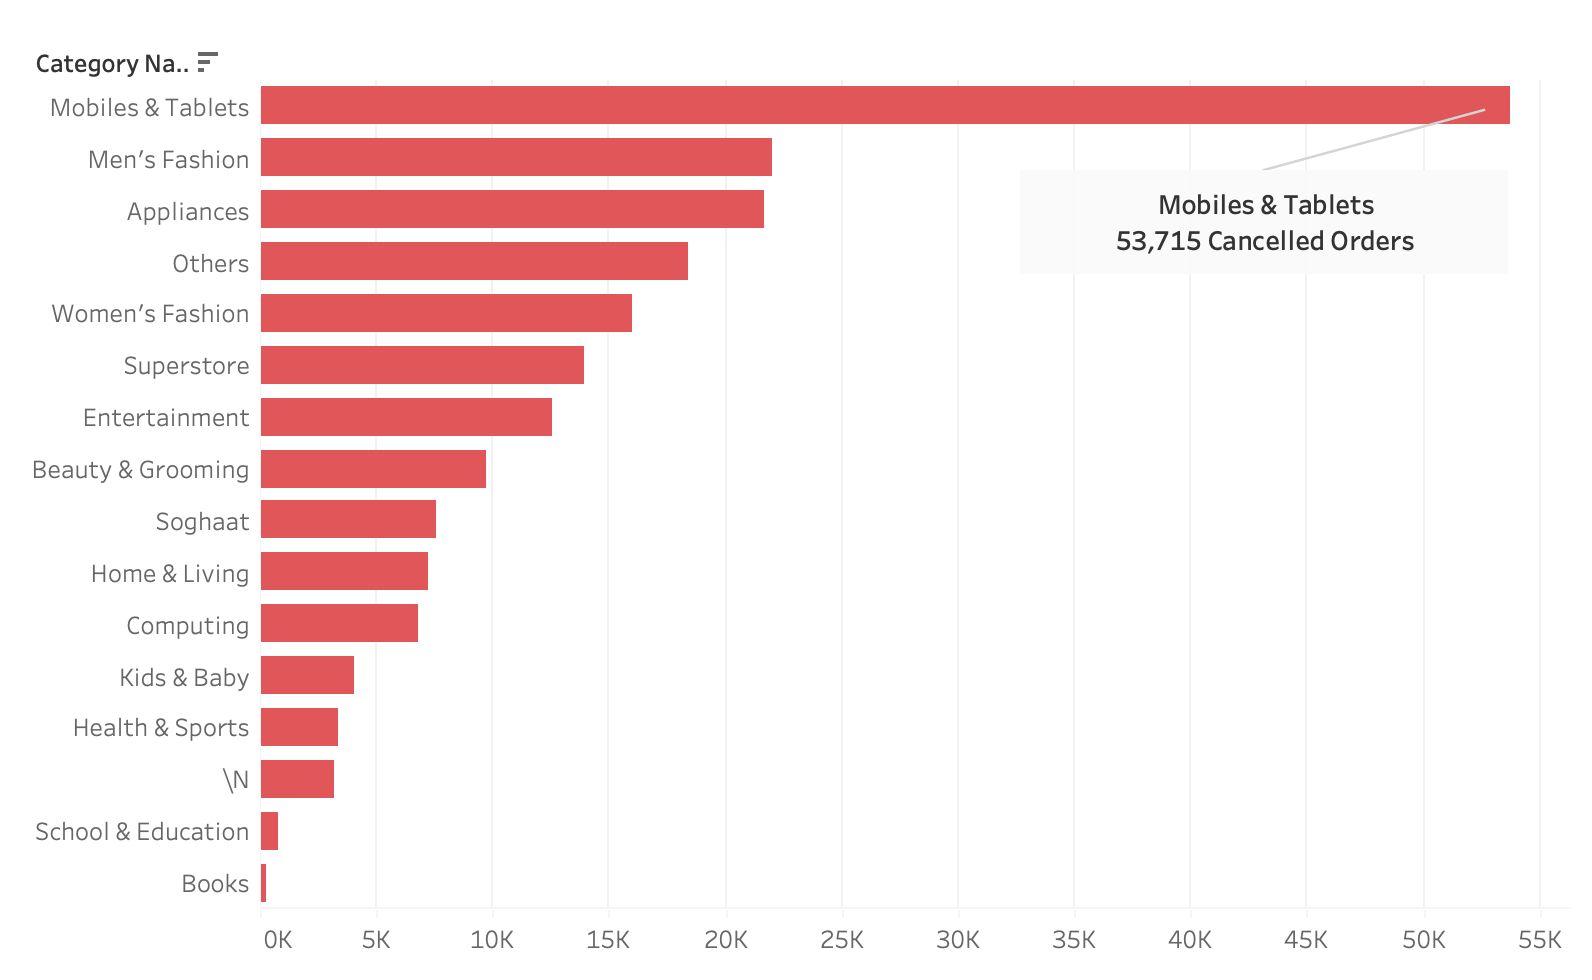 Category Na..
Mobiles & Tablets
Men’s Fashion
Appliances
Others
Women’s Fashion
Superstore
Entertainment
Beauty & Grooming
Soghaat
Home & Living
Computing
Kids & Baby
Health & Sports
\N
School & Education
Books
Mobiles & Tablets
53,715 Cancelled Orders
0K 5K 10K 15K 20K 25K 30K 35K 40K 45K 50K 55K